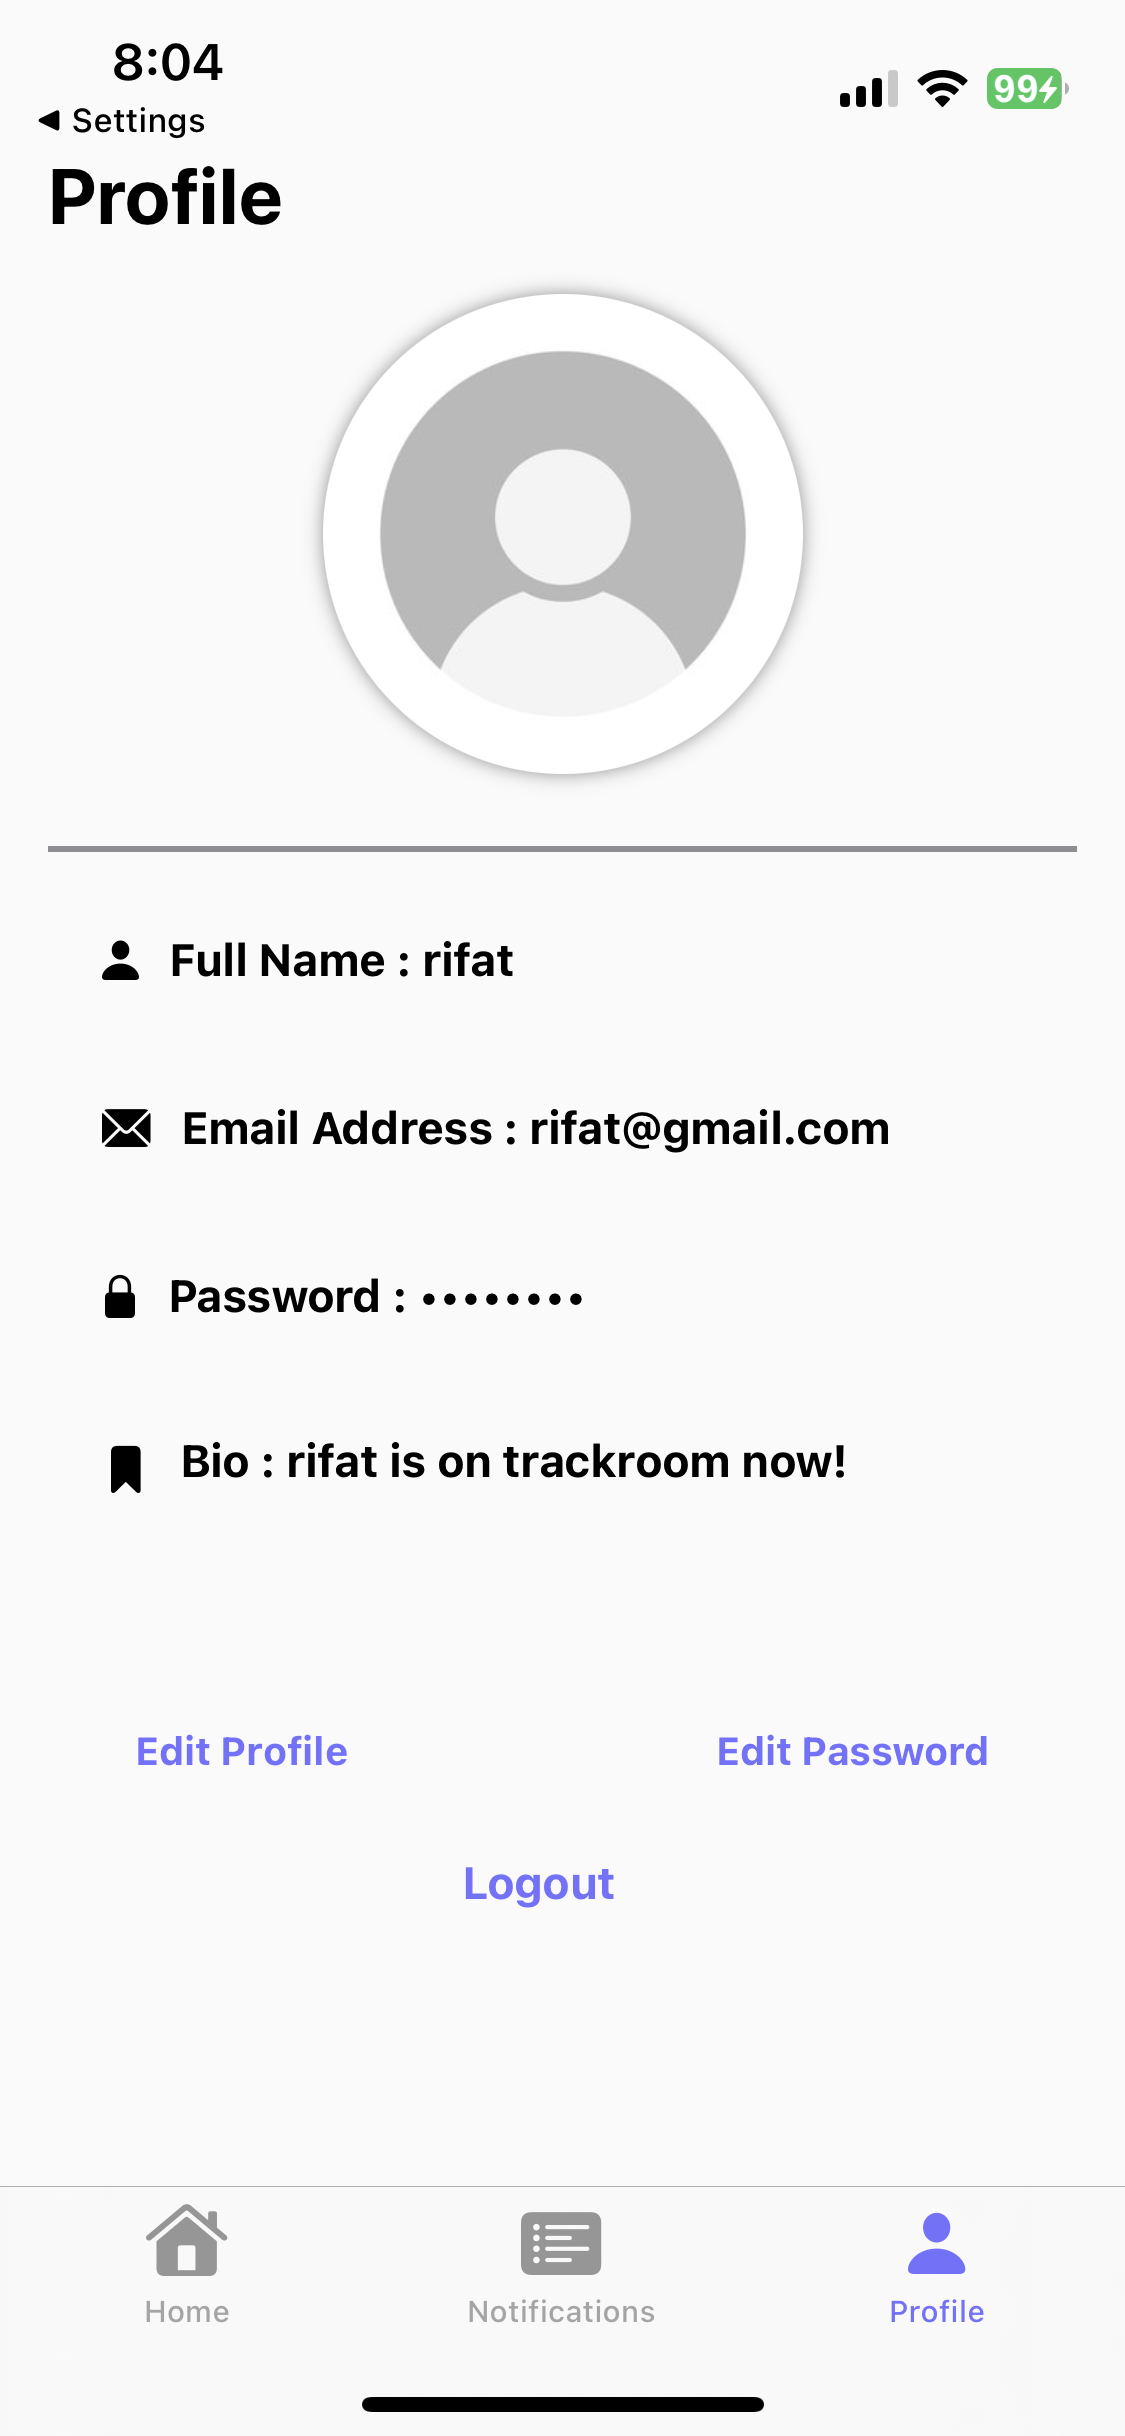 8:04
99
◀ Settings
Profile
Full Name : rifat
Email Address : rifat@gmail.com
Password : ••••••••
Bio : rifat is on trackroom now!
Edit Profile
Edit Password
Logout
Home
Notifications
Profile